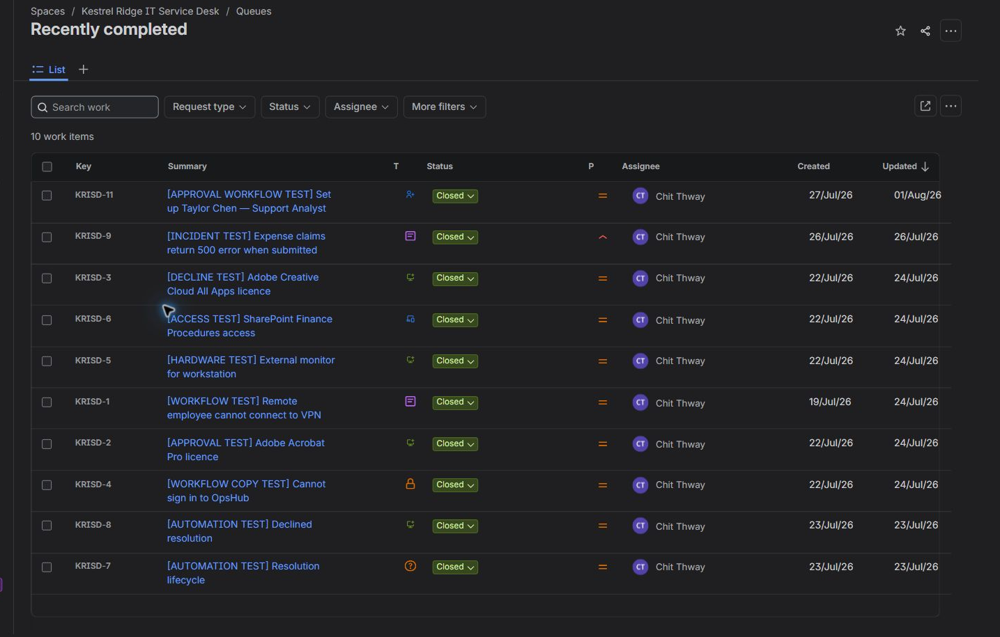 Spaces / Kestrel Ridge IT Service Desk / Queues
Recently completed
List
Search work Request type Status Assignee More filters
10 work items
Key Summary T Status P Assignee Created Updated
KRISD-11 [APPROVAL WORKFLOW TEST] Set Closed CT Chit Thway 27/Jul/26 01/Aug/26
up Taylor Chen — Support Analyst
KRISD-9 [INCIDENT TEST] Expense claims Closed CT Chit Thway 26/Jul/26 26/Jul/26
return 500 error when submitted
KRISD-3 [DECLINE TEST] Adobe Creative Closed CT Chit Thway 22/Jul/26 24/Jul/26
Cloud All Apps licence
KRISD-6 [ACCESS TEST] SharePoint Finance Closed CT Chit Thway 22/Jul/26 24/Jul/26
Procedures access
KRISD-5 [HARDWARE TEST] External monitor Closed CT Chit Thway 22/Jul/26 24/Jul/26
for workstation
KRISD-1 [WORKFLOW TEST] Remote Closed CT Chit Thway 19/Jul/26 24/Jul/26
employee cannot connect to VPN
KRISD-2 [APPROVAL TEST] Adobe Acrobat Closed CT Chit Thway 22/Jul/26 24/Jul/26
Pro licence
KRISD-4 [WORKFLOW COPY TEST] Cannot Closed CT Chit Thway 22/Jul/26 24/Jul/26
sign in to OpsHub
KRISD-8 [AUTOMATION TEST] Declined Closed CT Chit Thway 23/Jul/26 23/Jul/26
resolution
KRISD-7 [AUTOMATION TEST] Resolution Closed CT Chit Thway 23/Jul/26 23/Jul/26
lifecycle